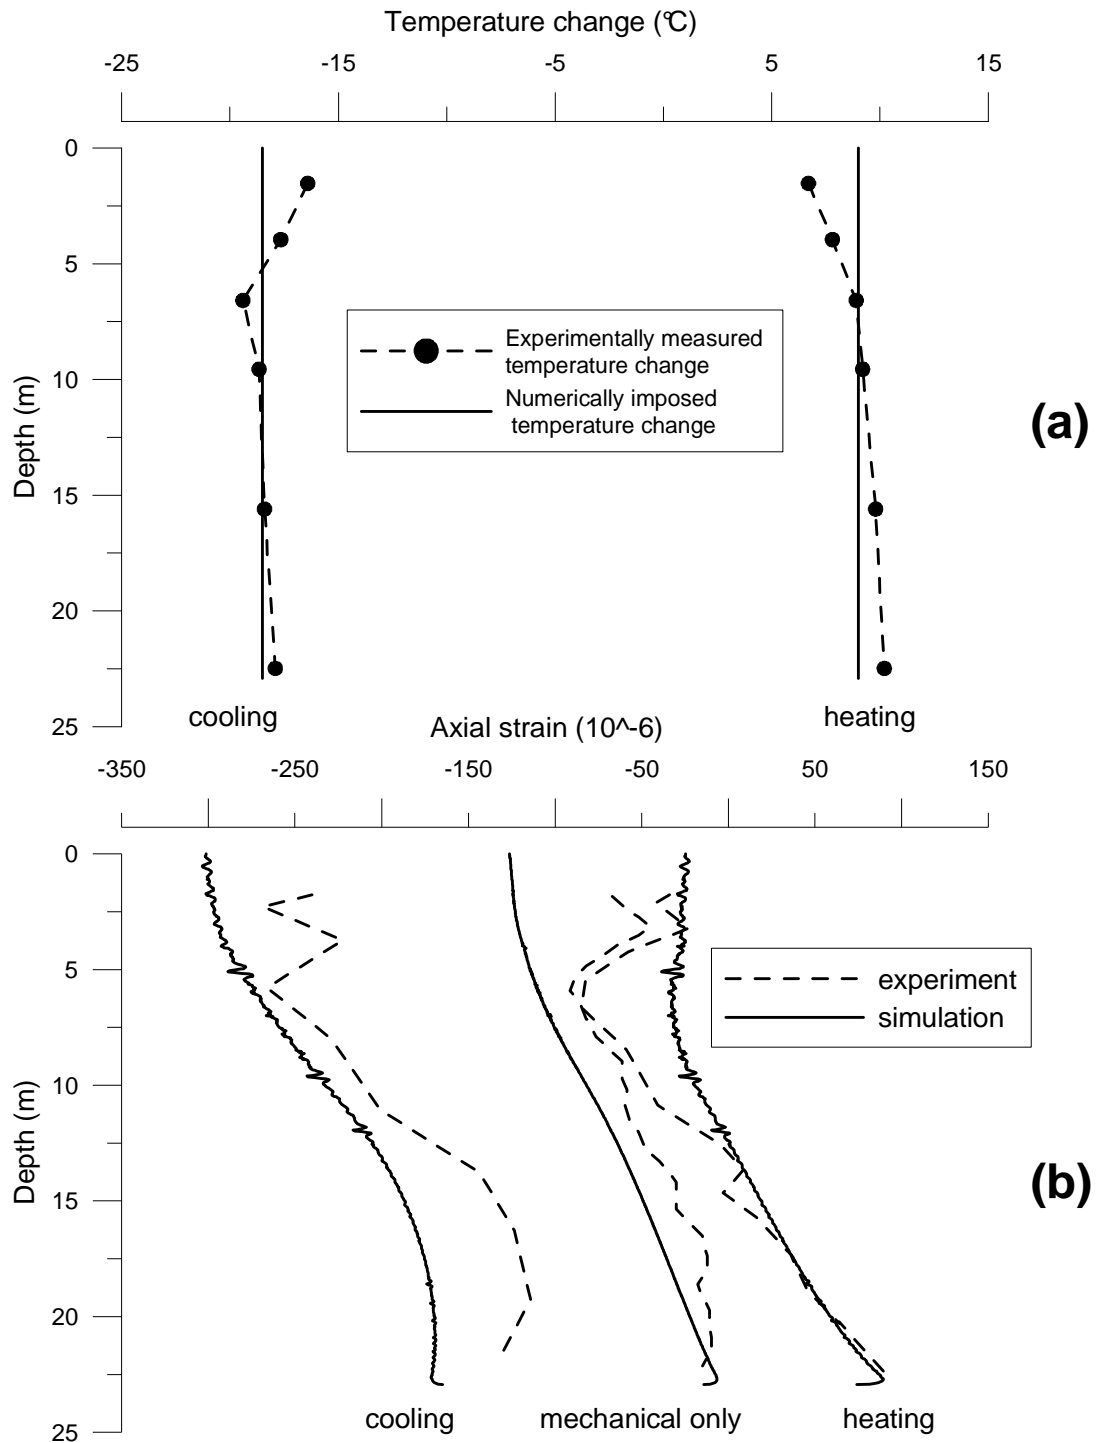 Temperature change (°C)
-25 -15 -5 5 15
0
5
10
15
20
25
Depth (m)
Experimentally measured
temperature change
Numerically imposed
temperature change
(a)
cooling heating
Axial strain (10^-6)
-350 -250 -150 -50 50 150
0
5
10
15
20
25
Depth (m)
experiment
simulation
(b)
cooling mechanical only heating